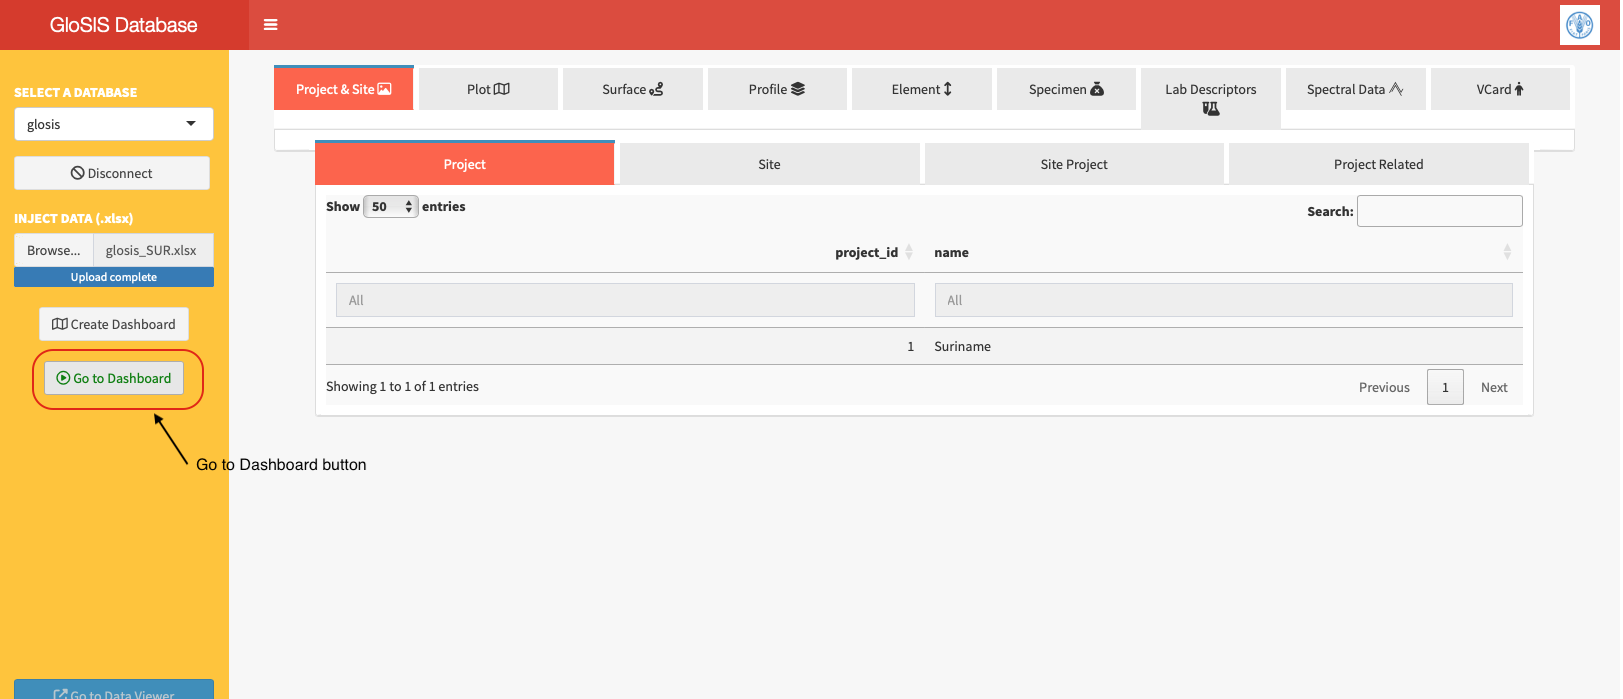 GloSIS Database
SELECT A DATABASE
glosis
Disconnect
INJECT DATA (.xlsx)
Browse... glosis_SUR.xlsx
Upload complete
Create Dashboard
Go to Dashboard
Go to Dashboard button
Go to Data Viewer
Project & Site Plot Surface Profile Element Specimen Lab Descriptors Spectral Data VCard
Project Site Site Project Project Related
Show 50 entries Search:
project_id name
All All
1 Suriname
Showing 1 to 1 of 1 entries Previous 1 Next
FAO